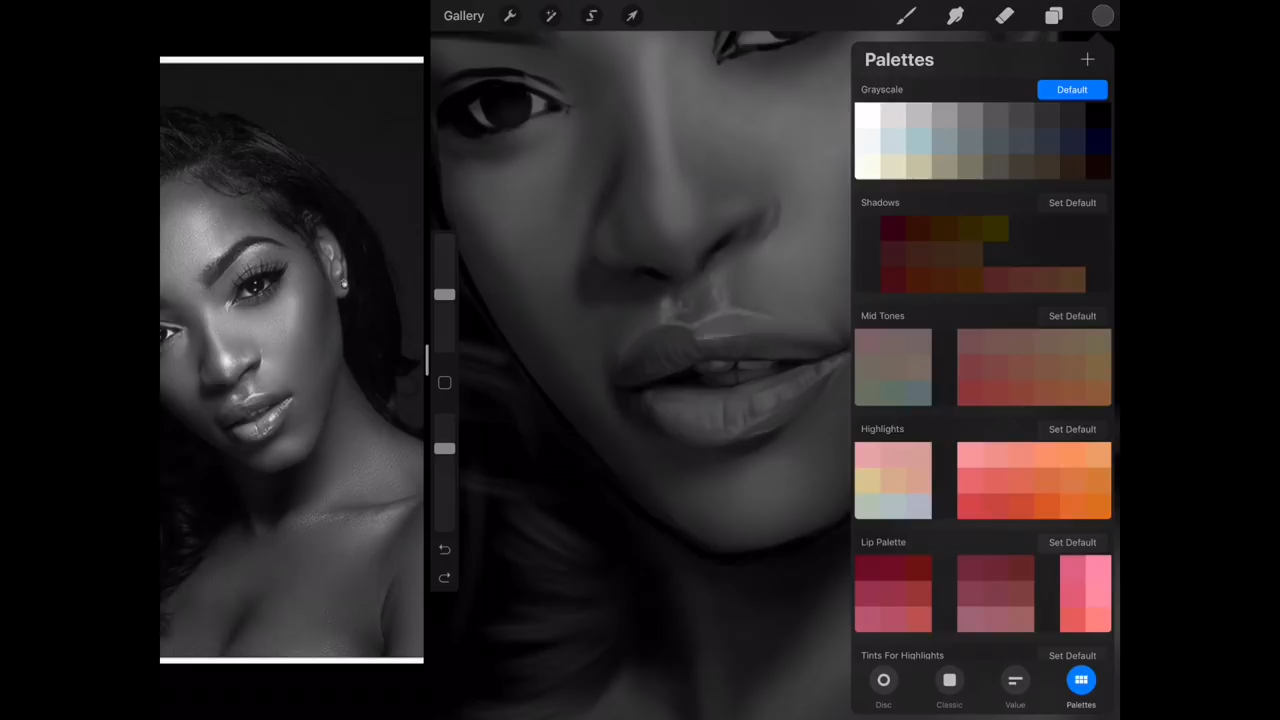 Gallery
Palettes
Grayscale Default
Shadows Set Default
Mid Tones Set Default
Highlights Set Default
Lip Palette Set Default
Tints For Highlights Set Default
Disc Classic Value Palettes